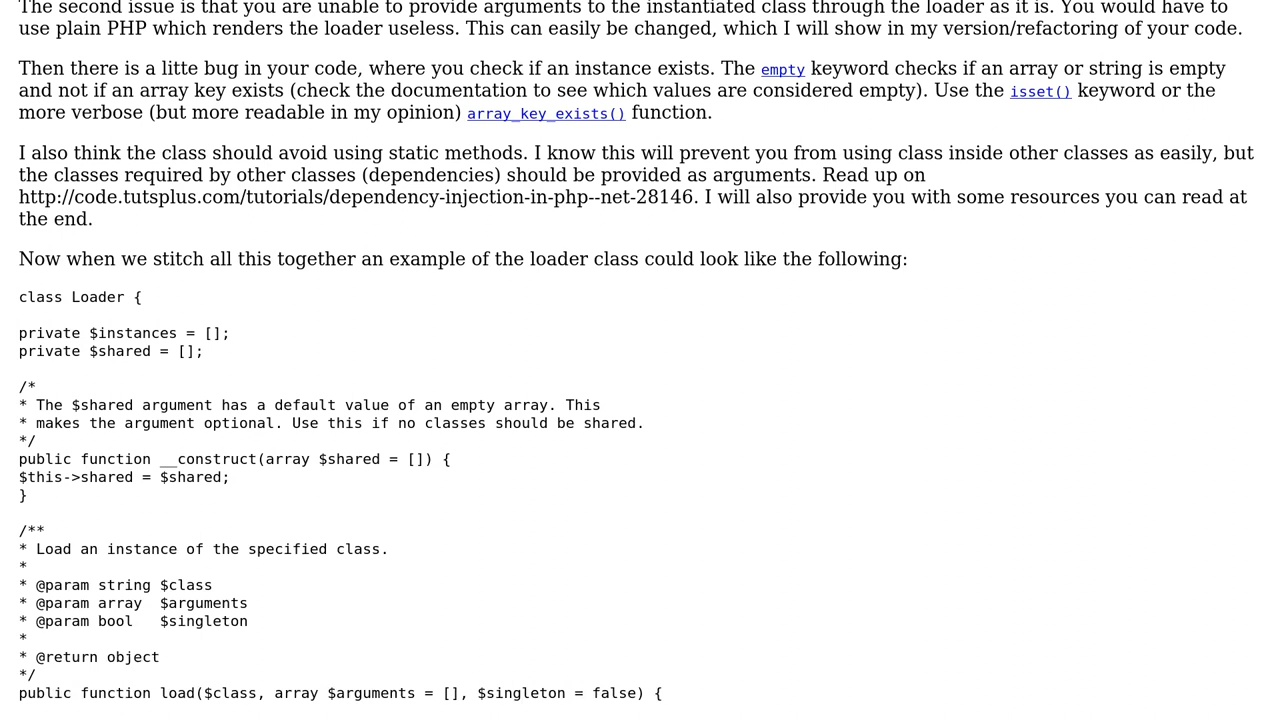 The second issue is that you are unable to provide arguments to the instantiated class through the loader as it is. You would have to
use plain PHP which renders the loader useless. This can easily be changed, which I will show in my version/refactoring of your code.
Then there is a litte bug in your code, where you check if an instance exists. The empty keyword checks if an array or string is empty
and not if an array key exists (check the documentation to see which values are considered empty). Use the isset() keyword or the
more verbose (but more readable in my opinion) array_key_exists() function.
I also think the class should avoid using static methods. I know this will prevent you from using class inside other classes as easily, but
the classes required by other classes (dependencies) should be provided as arguments. Read up on
http://code.tutsplus.com/tutorials/dependency-injection-in-php--net-28146. I will also provide you with some resources you can read at
the end.
Now when we stitch all this together an example of the loader class could look like the following:
class Loader {
private $instances = [];
private $shared = [];
/*
* The $shared argument has a default value of an empty array. This
* makes the argument optional. Use this if no classes should be shared.
*/
public function __construct(array $shared = []) {
$this->shared = $shared;
}
/**
* Load an instance of the specified class.
*
* @param string $class
* @param array  $arguments
* @param bool   $singleton
*
* @return object
*/
public function load($class, array $arguments = [], $singleton = false) {